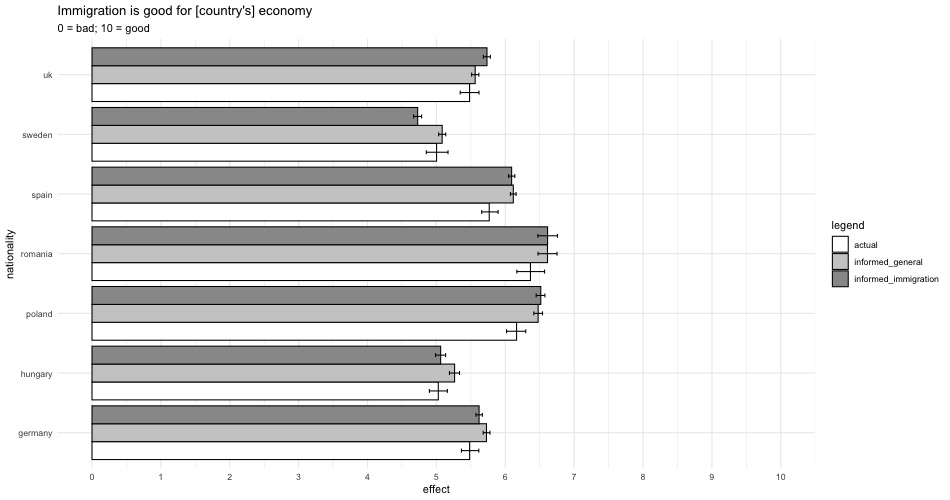 Immigration is good for [country's] economy
0 = bad; 10 = good
nationality
uk
sweden
spain
romania
poland
hungary
germany
0 1 2 3 4 5 6 7 8 9 10
effect
legend
actual
informed_general
informed_immigration